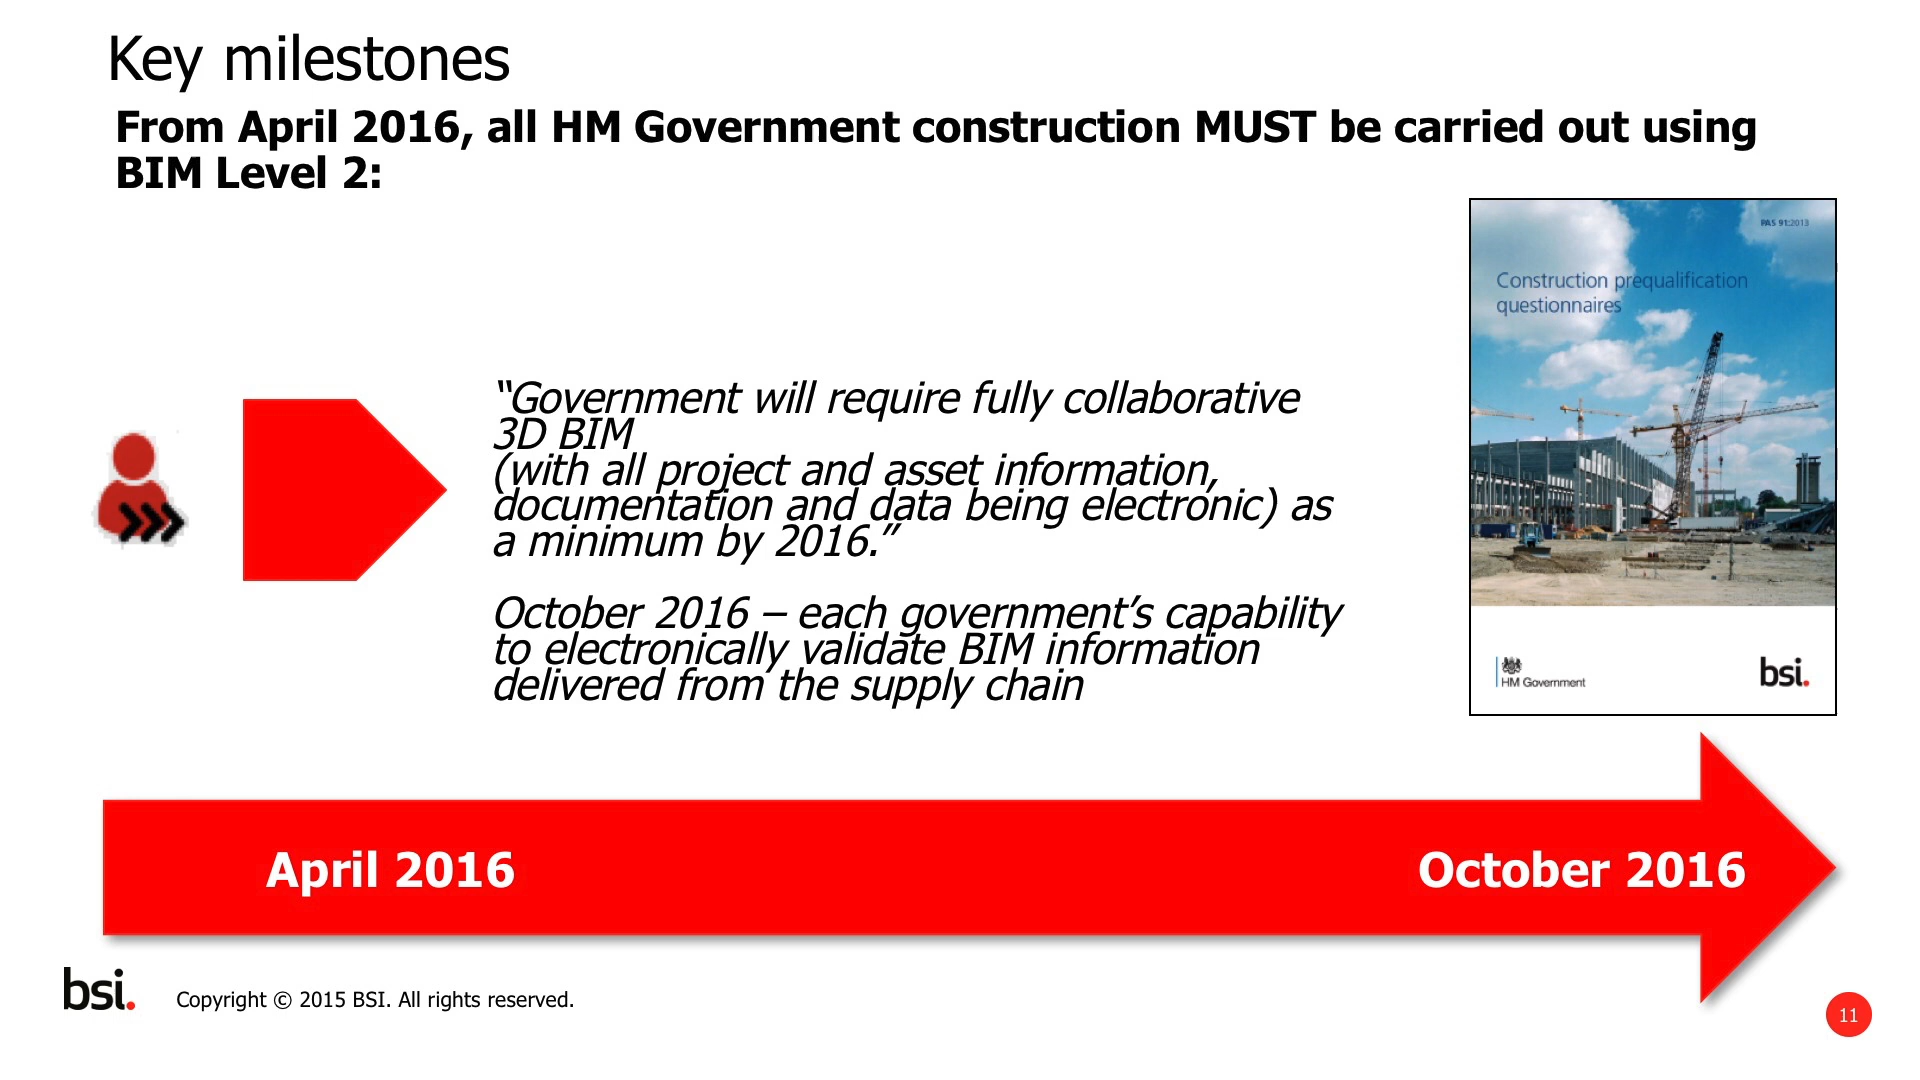 Key milestones
From April 2016, all HM Government construction MUST be carried out using
BIM Level 2:
PAS 91:2013
Construction prequalification
questionnaires
“Government will require fully collaborative
3D BIM
(with all project and asset information,
documentation and data being electronic) as
a minimum by 2016.”
October 2016 – each government’s capability
to electronically validate BIM information
delivered from the supply chain
HM Government
bsi.
April 2016
October 2016
bsi.
Copyright © 2015 BSI. All rights reserved.
11